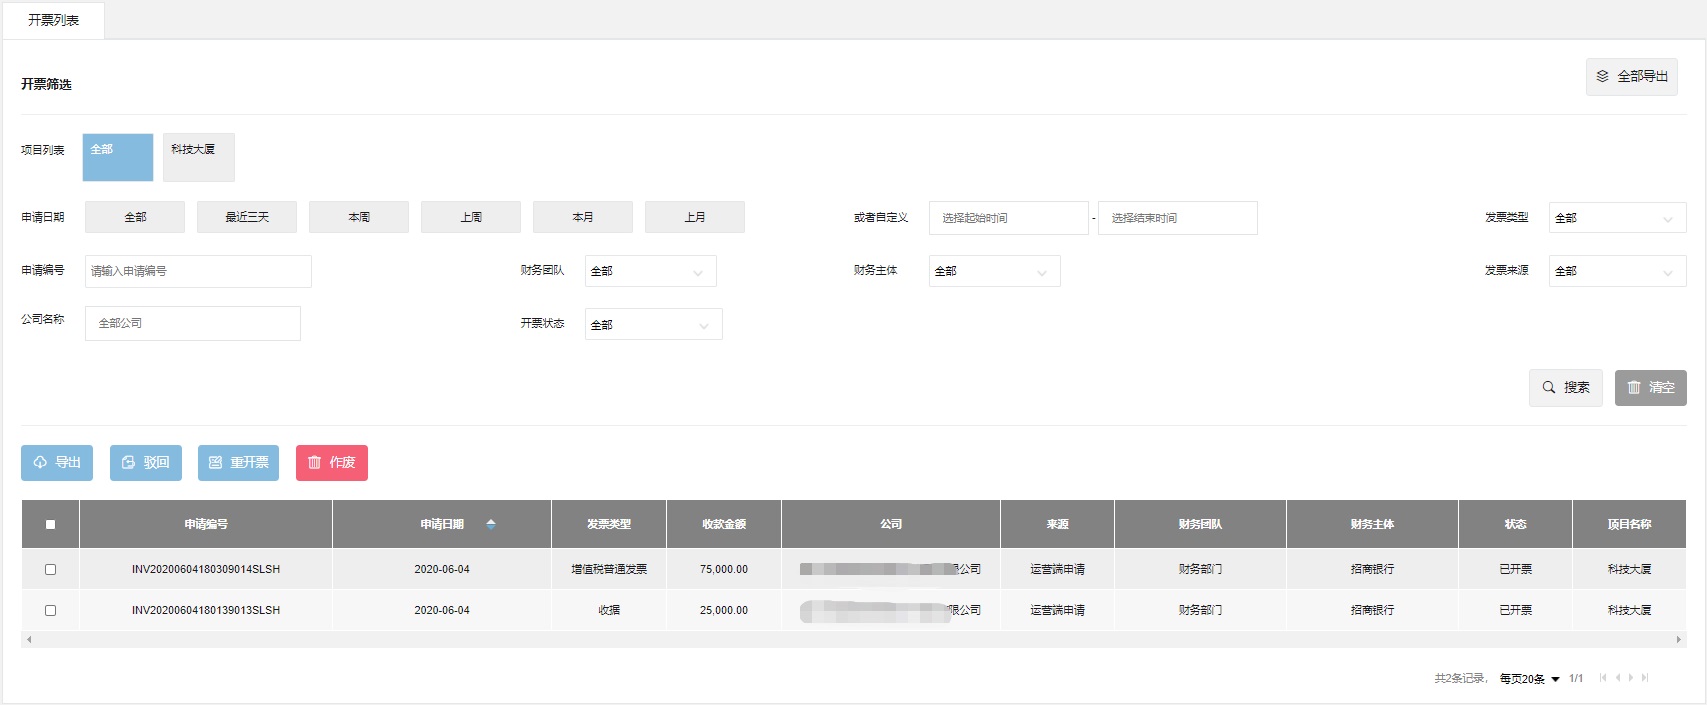 开票列表
开票筛选
全部导出
项目列表 全部 科技大厦
申请日期 全部 最近三天 本周 上周 本月 上月 或者自定义 选择起始时间 - 选择结束时间 发票类型 全部
申请编号 请输入申请编号 财务团队 全部 财务主体 全部 发票来源 全部
公司名称 全部公司 开票状态 全部
搜索 清空
导出 驳回 重开票 作废
申请编号 申请日期 发票类型 收款金额 公司 来源 财务团队 财务主体 状态 项目名称
INV20200604180309014SLSH 2020-06-04 增值税普通发票 75,000.00 公司 运营端申请 财务部门 招商银行 已开票 科技大厦
INV20200604180139013SLSH 2020-06-04 收据 25,000.00 限公司 运营端申请 财务部门 招商银行 已开票 科技大厦
共2条记录, 每页20条 1/1